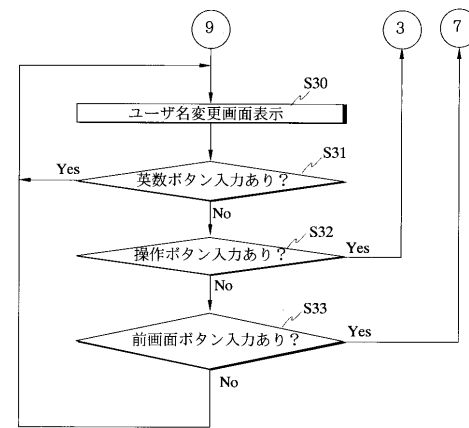 9
3
7
S30
ユーザ名変更画面表示
S31
Yes
英数ボタン入力あり？
No
S32
操作ボタン入力あり？
Yes
No
S33
前画面ボタン入力あり？
Yes
No